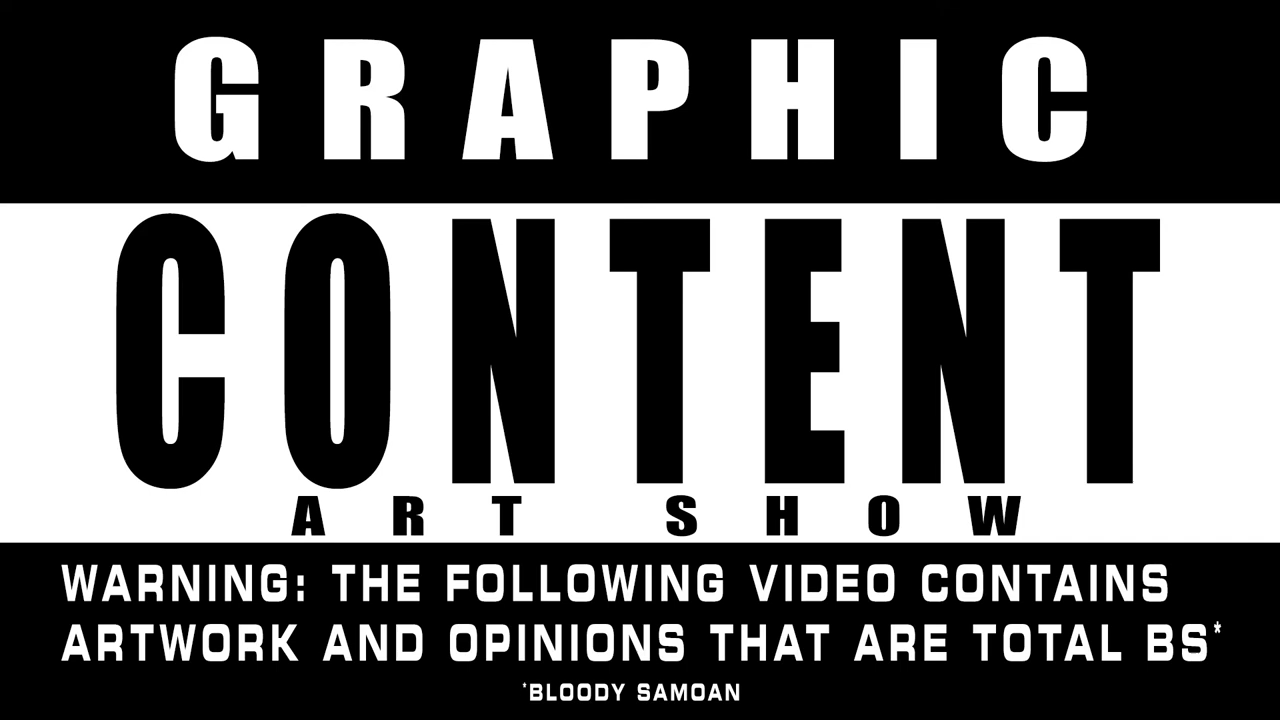 GRAPHIC
CONTENT
ART SHOW
WARNING: THE FOLLOWING VIDEO CONTAINS
ARTWORK AND OPINIONS THAT ARE TOTAL BS*
*BLOODY SAMOAN